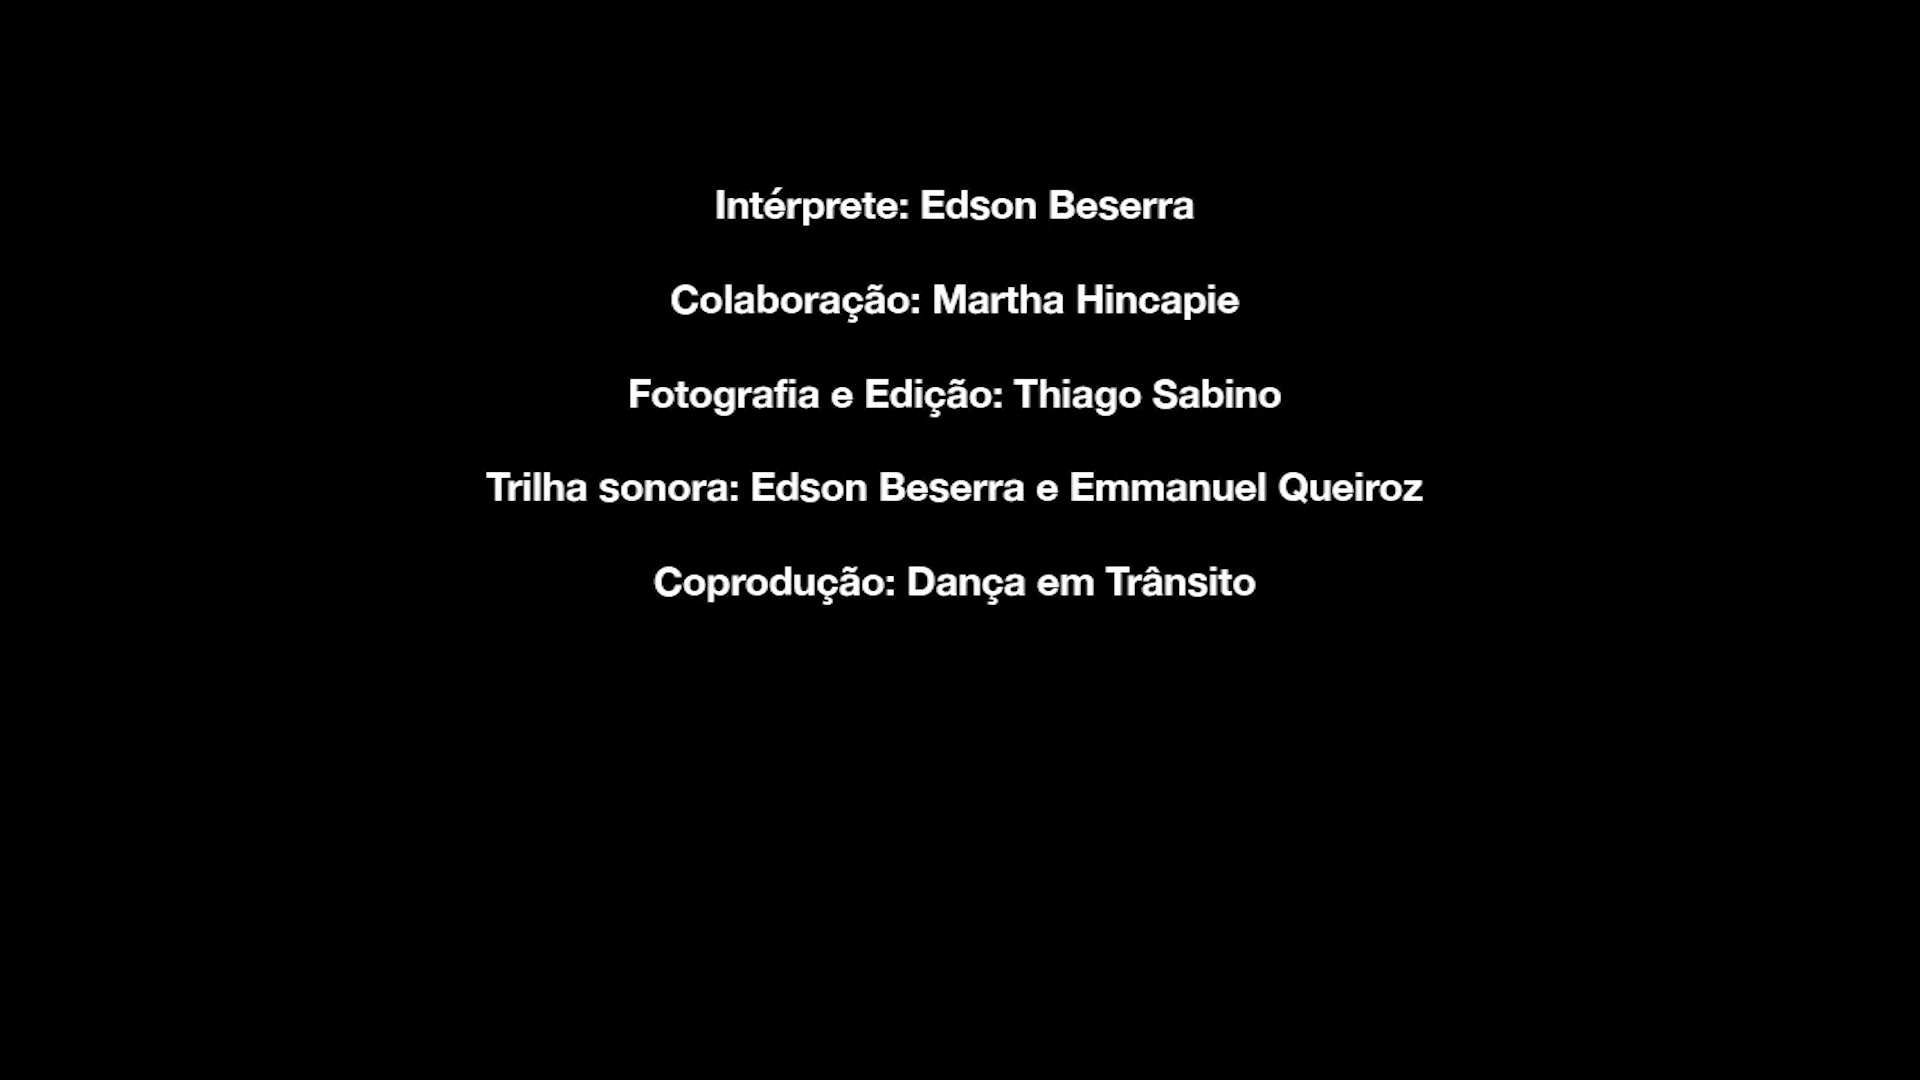 Intérprete: Edson Beserra
Colaboração: Martha Hincapie
Fotografia e Edição: Thiago Sabino
Trilha sonora: Edson Beserra e Emmanuel Queiroz
Coprodução: Dança em Trânsito